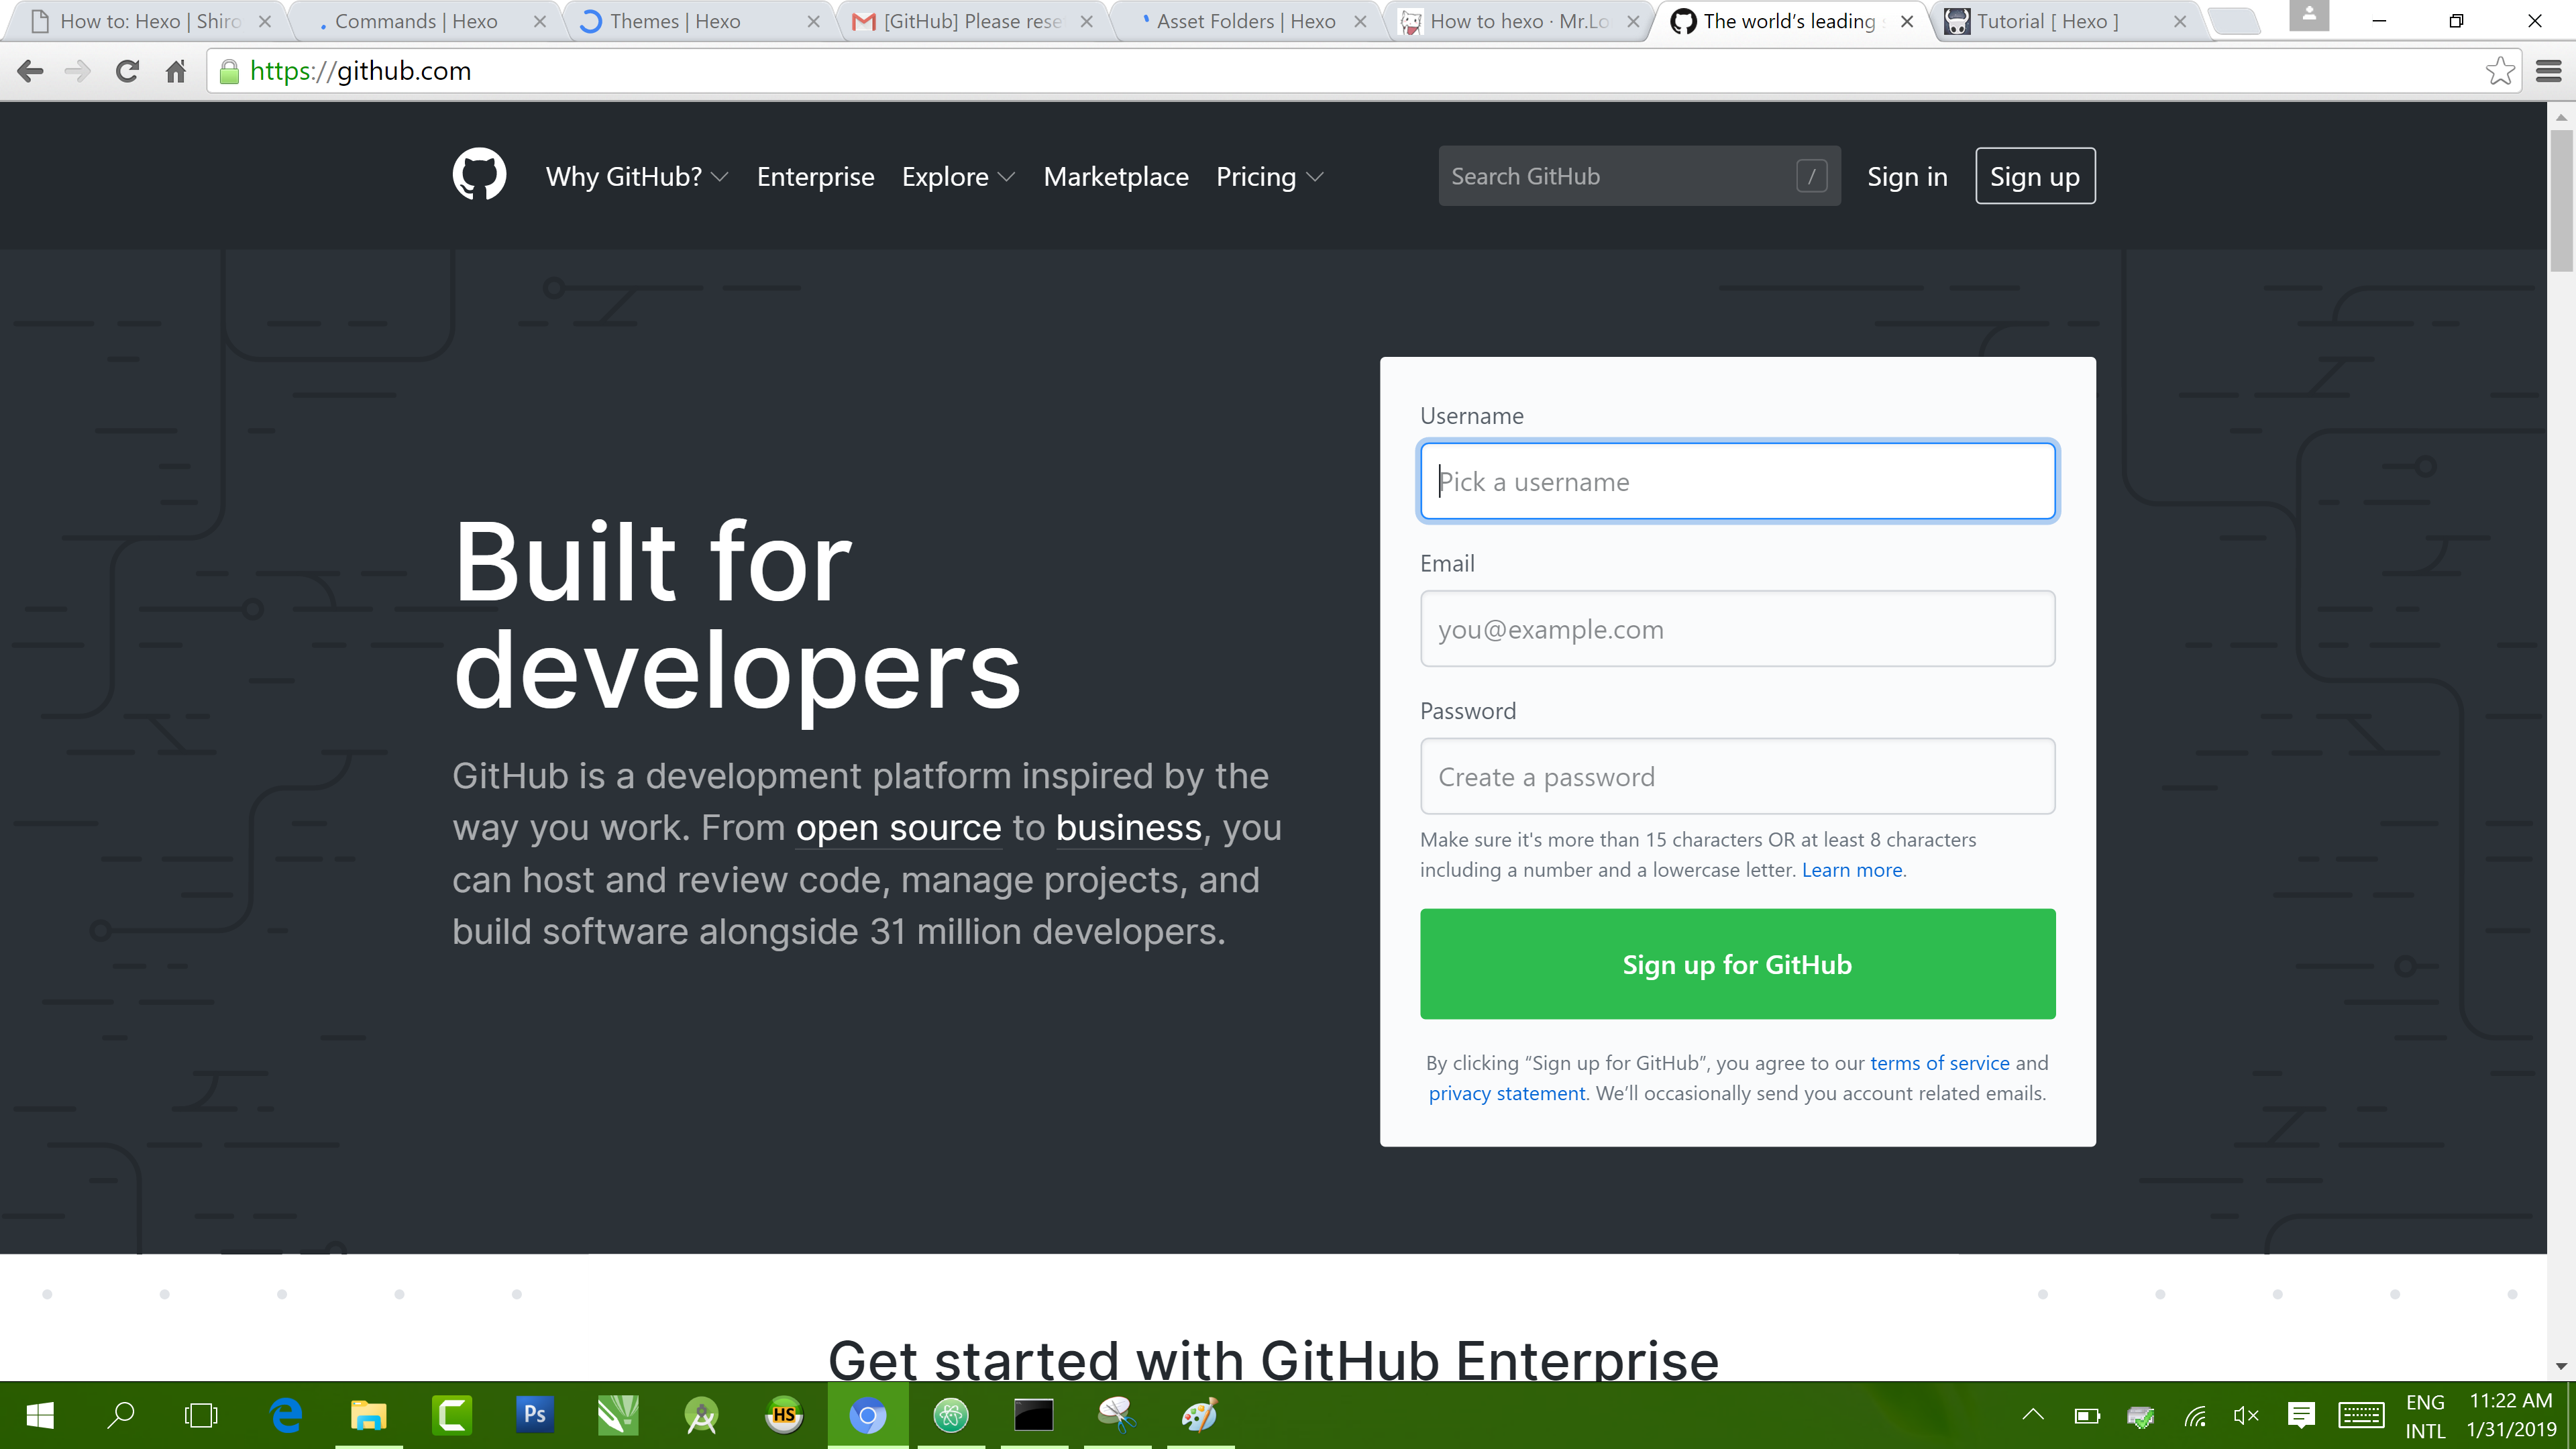 How to: Hexo | Shiro
Commands | Hexo
Themes | Hexo
[GitHub] Please rese
Asset Folders | Hexo
How to hexo · Mr.Lo
The world's leading s
Tutorial [ Hexo ]
https://github.com
Why GitHub?
Enterprise
Explore
Marketplace
Pricing
Search GitHub
/
Sign in
Sign up
Built for
developers
GitHub is a development platform inspired by the
way you work. From open source to business, you
can host and review code, manage projects, and
build software alongside 31 million developers.
Username
Pick a username
Email
you@example.com
Password
Create a password
Make sure it's more than 15 characters OR at least 8 characters
including a number and a lowercase letter. Learn more.
Sign up for GitHub
By clicking “Sign up for GitHub”, you agree to our terms of service and
privacy statement. We’ll occasionally send you account related emails.
Get started with GitHub Enterprise
Ps
HS
ENG
INTL
11:22 AM
1/31/2019